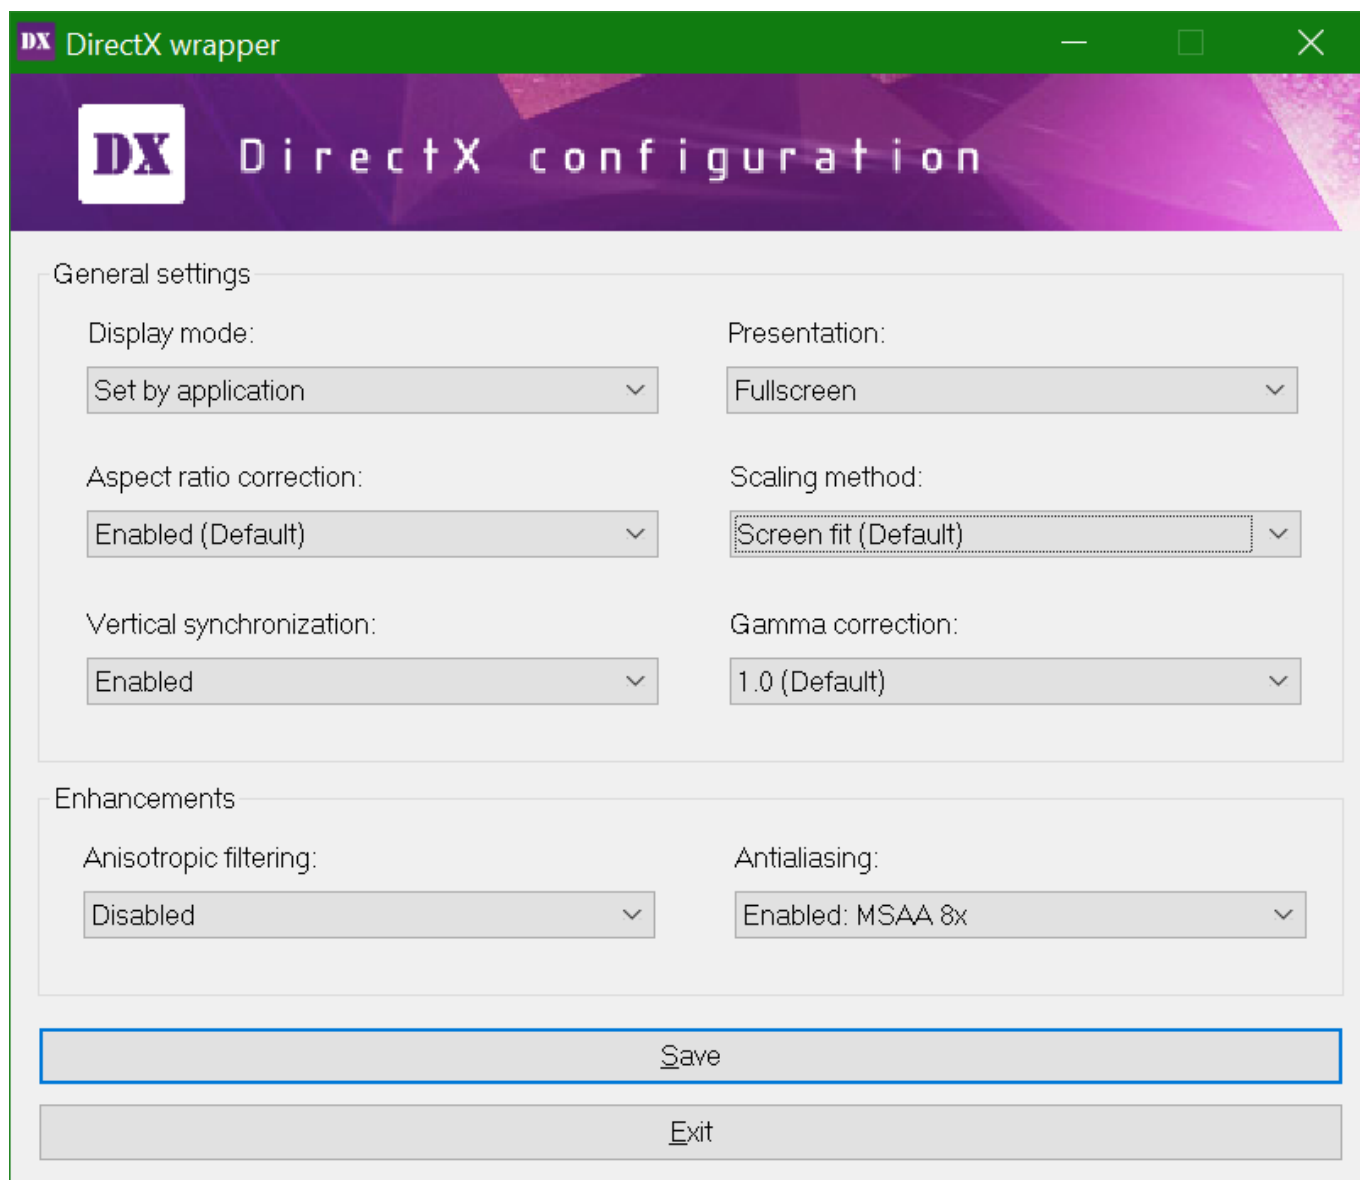 DX DirectX wrapper
DX DirectX configuration
General settings
Display mode:
Presentation:
Set by application
Fullscreen
Aspect ratio correction:
Scaling method:
Enabled (Default)
Screen fit (Default)
Vertical synchronization:
Gamma correction:
Enabled
1.0 (Default)
Enhancements
Anisotropic filtering:
Antialiasing:
Disabled
Enabled: MSAA 8x
Save
Exit